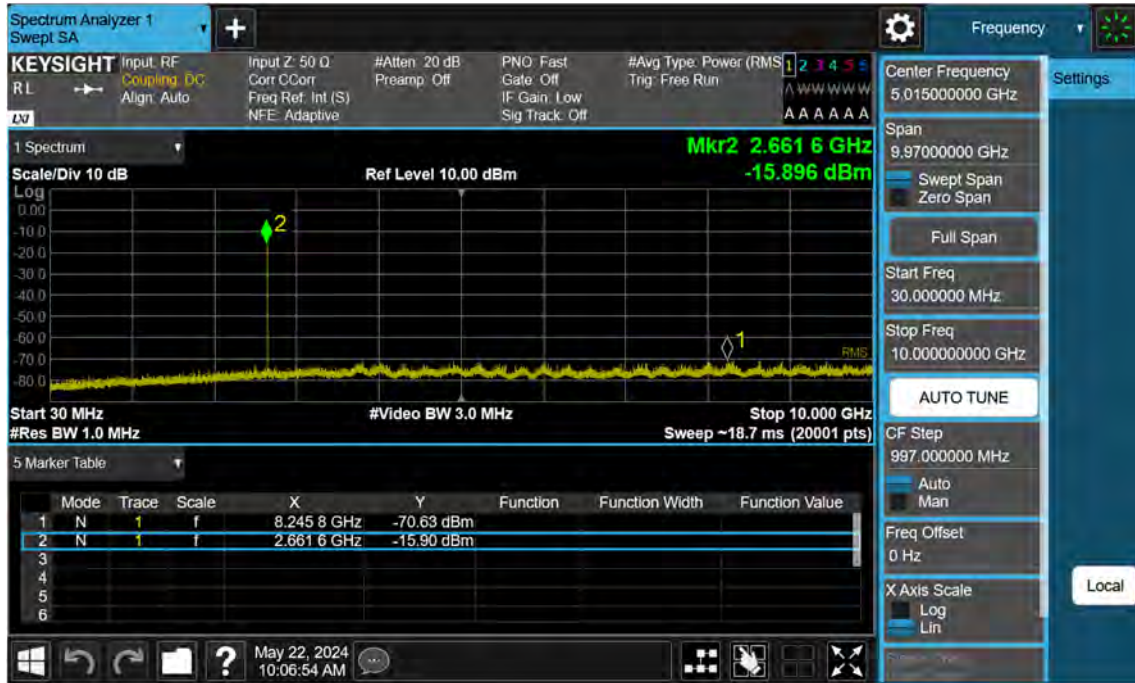 Spectrum Analyzer 1
Swept SA
Frequency
KEYSIGHT
RL
LXI
Input: RF
Coupling: DC
Align: Auto
Input Z: 50 Ω
Corr CCorr
Freq Ref: Int (S)
NFE: Adaptive
#Atten: 20 dB
Preamp: Off
PNO: Fast
Gate: Off
IF Gain: Low
Sig Track: Off
#Avg Type: Power (RMS
Trig: Free Run
1 2 3 4 5 6
A W W W W W
A A A A A A
1 Spectrum
Scale/Div 10 dB
Ref Level 10.00 dBm
Mkr2 2.661 6 GHz
-15.896 dBm
Log
0.00
-10.0
-20.0
-30.0
-40.0
-50.0
-60.0
-70.0
-80.0
2
1
RMS
Start 30 MHz
#Video BW 3.0 MHz
Stop 10.000 GHz
#Res BW 1.0 MHz
Sweep ~18.7 ms (20001 pts)
5 Marker Table
Mode Trace Scale X Y Function Function Width Function Value
1 N 1 f 8.245 8 GHz -70.63 dBm
2 N 1 f 2.661 6 GHz -15.90 dBm
3
4
5
6
May 22, 2024
10:06:54 AM
?
Center Frequency
5.015000000 GHz
Span
9.97000000 GHz
Swept Span
Zero Span
Full Span
Start Freq
30.000000 MHz
Stop Freq
10.000000000 GHz
AUTO TUNE
CF Step
997.000000 MHz
Auto
Man
Freq Offset
0 Hz
X Axis Scale
Log
Lin
Settings
Local